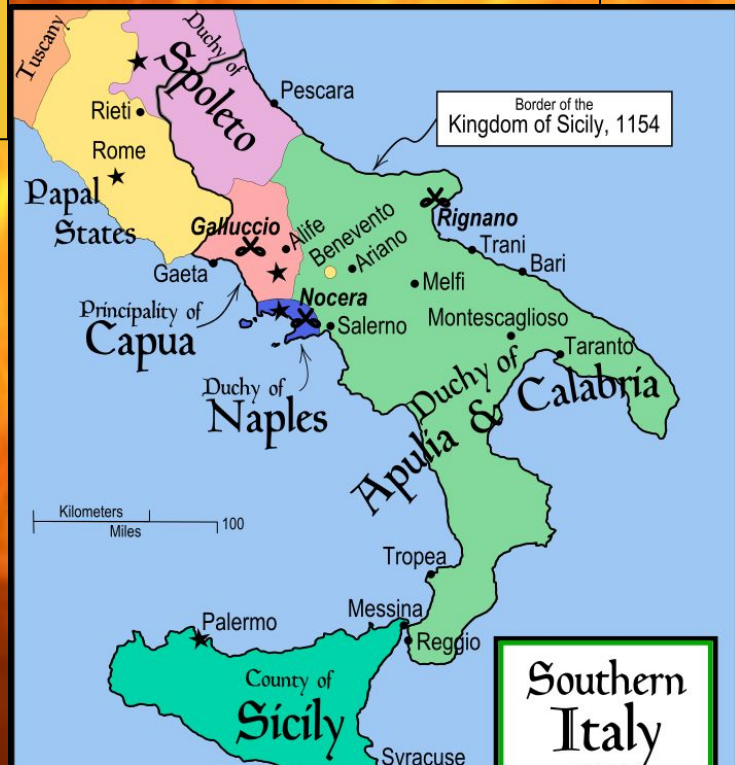 Tuscany
Duchy of
Spoleto
Pescara
Rieti
Border of the
Kingdom of Sicily, 1154
Rome
Papal
States
Galluccio
Alife
Benevento
Ariano
Rignano
Trani
Bari
Gaeta
Melfi
Principality of
Capua
Nocera
Salerno
Montescaglioso
Taranto
Duchy of
Naples
Duchy of
Apulia & Calabria
Kilometers
Miles
100
Tropea
Messina
Palermo
Reggio
County of
Sicily
Southern
Italy
Syracuse